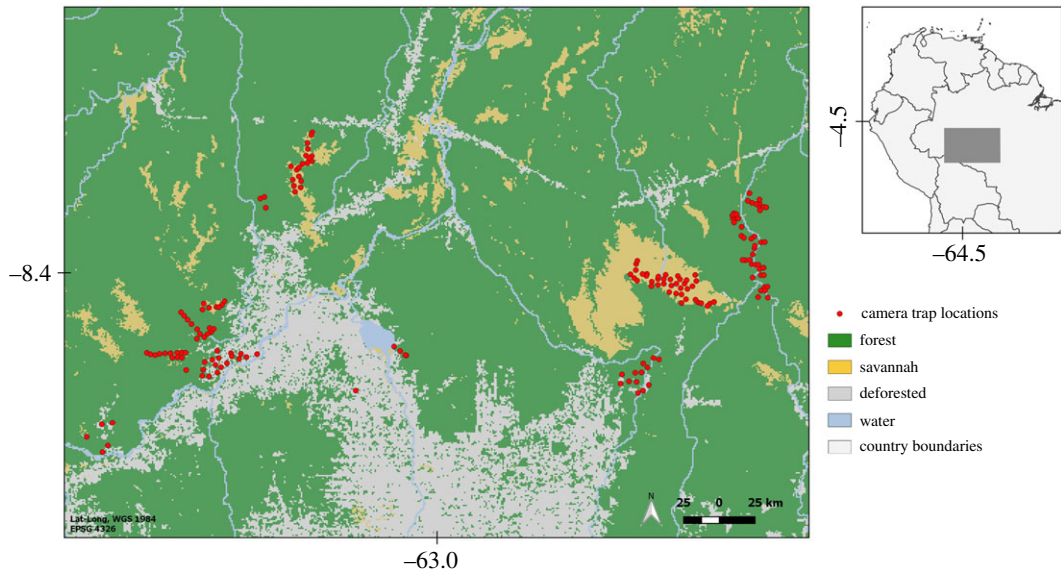 −8.4
−63.0
Lat-Long, WGS 1984
EPSG 4326
N
25 0 25 km
−4.5
−64.5
camera trap locations
forest
savannah
deforested
water
country boundaries